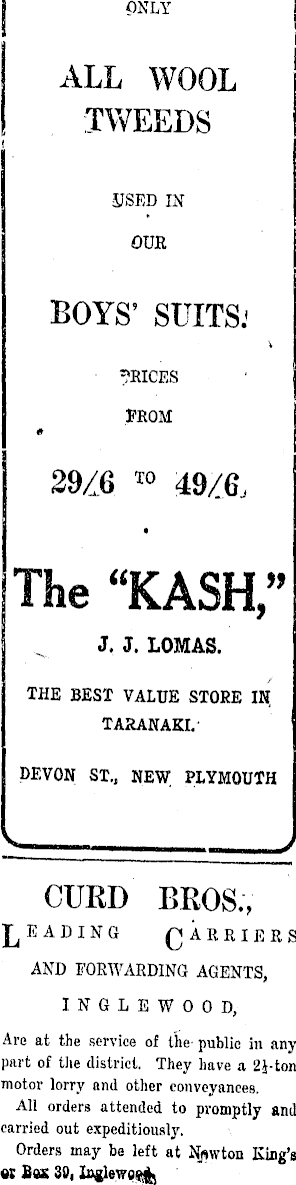 ONLY
ALL WOOL
TWEEDS
USED IN
OUR
BOYS' SUITS.
PRICES
FROM
29/6 TO 49/6,
The "KASH,"
J. J. LOMAS.
THE BEST VALUE STORE IN
TARANAKI.
DEVON ST., NEW PLYMOUTH
CURD BROS.,
LEADING CARRIERS
AND FORWARDING AGENTS,
INGLEWOOD,
Are at the service of the public in any
part of the district. They have a 2½-ton
motor lorry and other conveyances.
All orders attended to promptly and
carried out expeditiously.
Orders may be left at Newton King's
or Box 39, Inglewood.